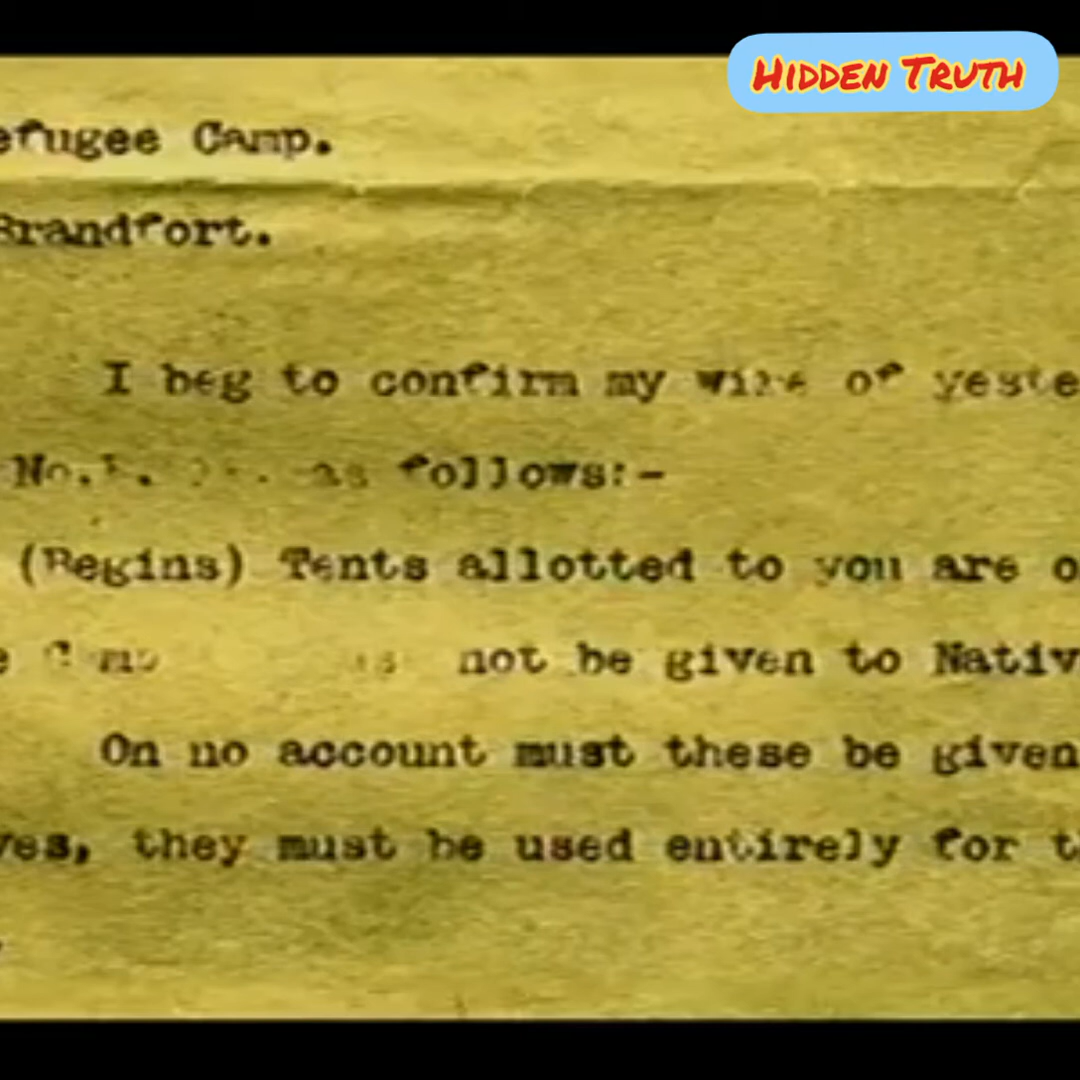 HIDDEN TRUTH
efugee Camp.
Brandfort.
I beg to confirm my wire of yeste
as follows:-
(Begins) Tents allotted to you are o
not be given to Nativ
On no account must these be given
ves, they must be used entirely for th